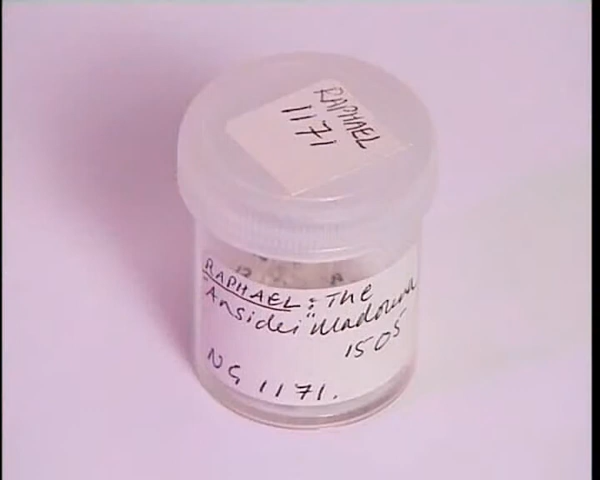 RAPHAEL
1171
RAPHAEL: The
"Ansidei" Madonna
1505
NG 1171.